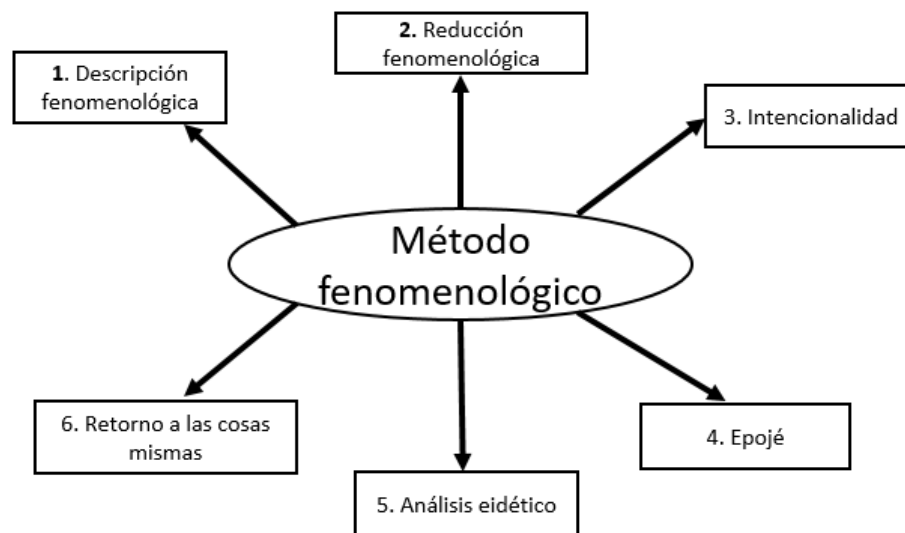 2. Reducción
fenomenológica
1. Descripción
fenomenológica
3. Intencionalidad
Método
fenomenológico
6. Retorno a las cosas
mismas
4. Epojé
5. Análisis eidético